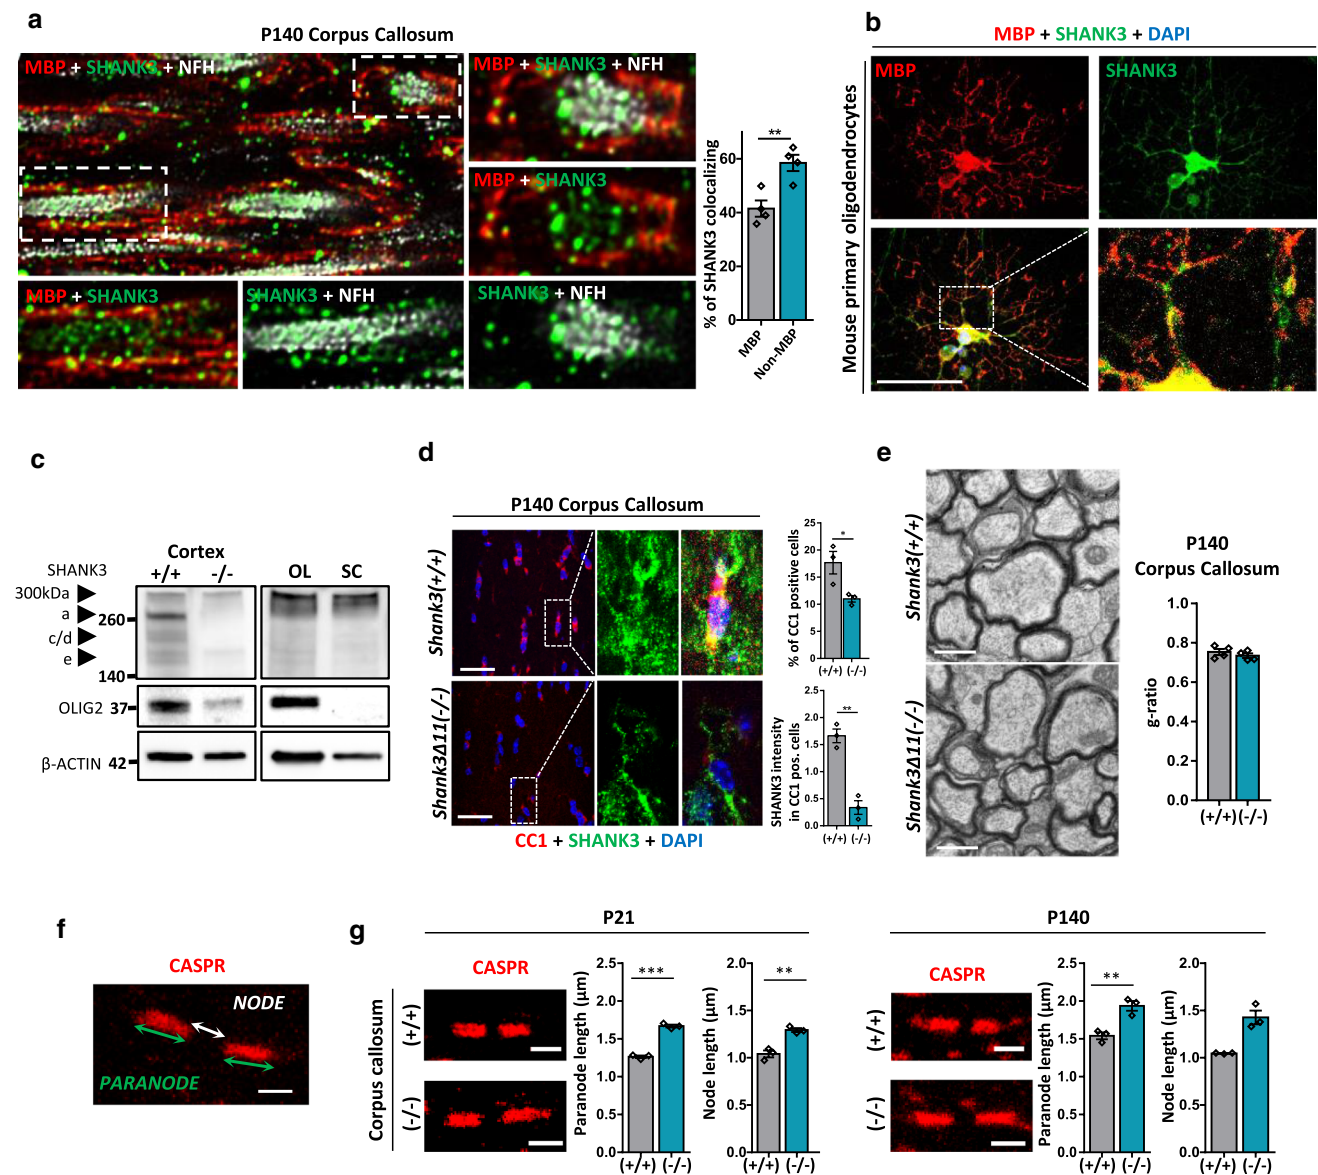 a
P140 Corpus Callosum
MBP + SHANK3 + NFH
MBP + SHANK3 + NFH
MBP + SHANK3
MBP + SHANK3
SHANK3 + NFH
SHANK3 + NFH
% of SHANK3 colocalizing
60
40
20
0
**
MBP
Non-MBP
b
MBP + SHANK3 + DAPI
Mouse primary oligodendrocytes
MBP
SHANK3
c
Cortex
SHANK3
+/+
-/-
OL
SC
300kDa
a
260
c/d
e
140
OLIG2
37
β-ACTIN
42
d
P140 Corpus Callosum
Shank3(+/+)
Shank3Δ11(-/-)
CC1 + SHANK3 + DAPI
% of CC1 positive cells
25
20
15
10
5
0
*
(+/+)
(-/-)
SHANK3 intensity
in CC1 pos. cells
2.5
2.0
1.5
1.0
0.5
0.0
**
(+/+)
(-/-)
e
Shank3(+/+)
Shank3Δ11(-/-)
P140
Corpus Callosum
g-ratio
1.0
0.8
0.6
0.4
0.2
0.0
(+/+)
(-/-)
f
CASPR
NODE
PARANODE
g
P21
Corpus callosum
CASPR
(+/+)
(-/-)
Paranode length (μm)
2.5
2.0
1.5
1.0
0.5
0.0
***
(+/+)
(-/-)
Node length (μm)
2.0
1.5
1.0
0.5
0.0
**
(+/+)
(-/-)
P140
CASPR
(+/+)
(-/-)
Paranode length (μm)
2.5
2.0
1.5
1.0
0.5
0.0
**
(+/+)
(-/-)
Node length (μm)
2.0
1.5
1.0
0.5
0.0
(+/+)
(-/-)